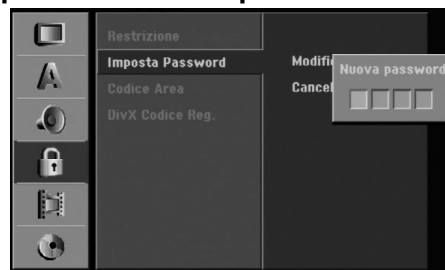 Restrizione
Imposta Password
Codice Area
DivX Codice Reg.
Modifi
Cancel
Nuova password
A